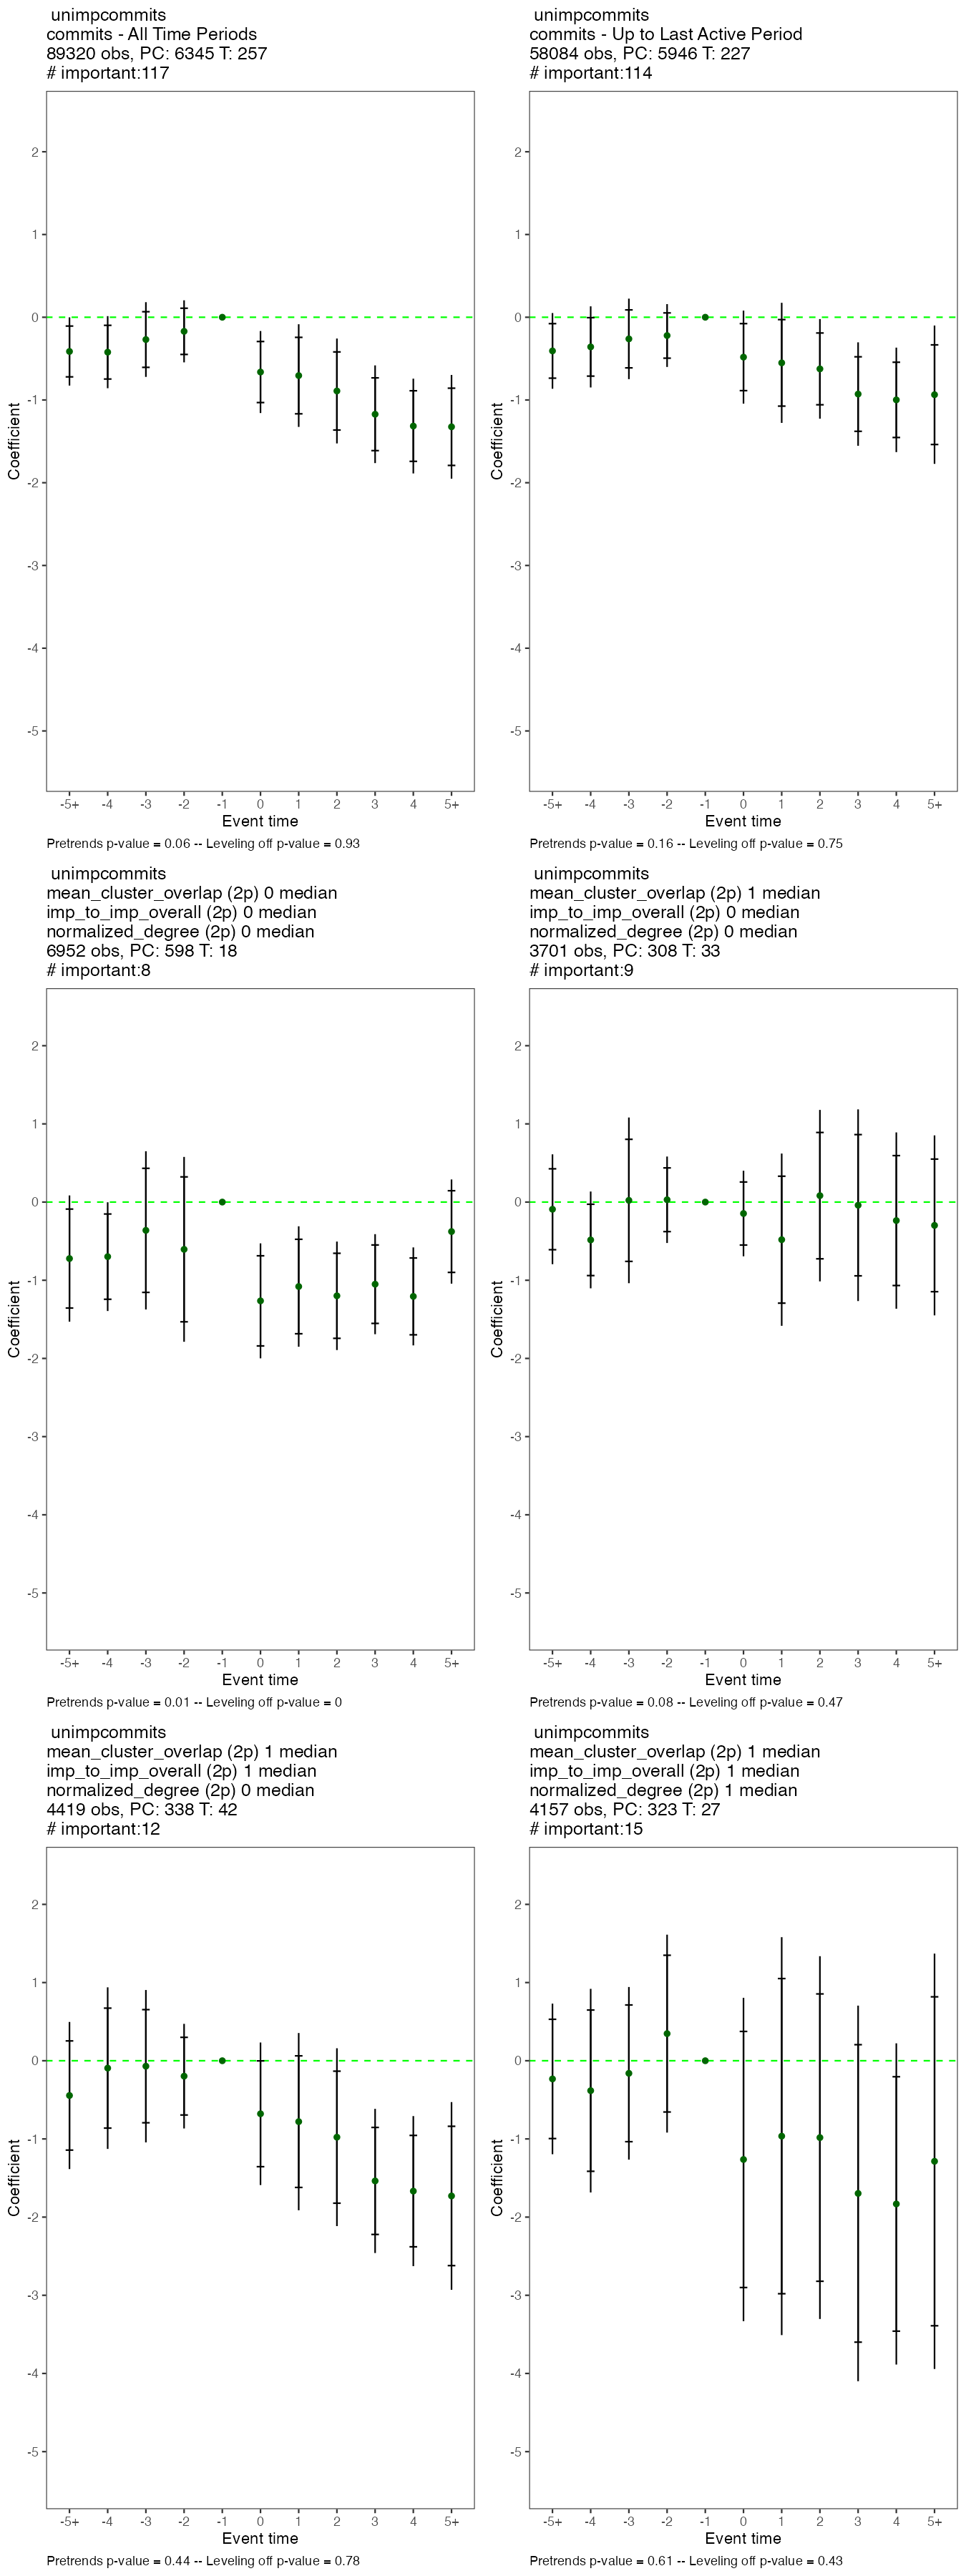 unimpcommits
commits - All Time Periods
89320 obs, PC: 6345 T: 257
# important:117
Coefficient
2
1
0
-1
-2
-3
-4
-5
-5+ -4 -3 -2 -1 0 1 2 3 4 5+
Event time
Pretrends p-value = 0.06 -- Leveling off p-value = 0.93
unimpcommits
commits - Up to Last Active Period
58084 obs, PC: 5946 T: 227
# important:114
Coefficient
2
1
0
-1
-2
-3
-4
-5
-5+ -4 -3 -2 -1 0 1 2 3 4 5+
Event time
Pretrends p-value = 0.16 -- Leveling off p-value = 0.75
unimpcommits
mean_cluster_overlap (2p) 0 median
imp_to_imp_overall (2p) 0 median
normalized_degree (2p) 0 median
6952 obs, PC: 598 T: 18
# important:8
Coefficient
2
1
0
-1
-2
-3
-4
-5
-5+ -4 -3 -2 -1 0 1 2 3 4 5+
Event time
Pretrends p-value = 0.01 -- Leveling off p-value = 0
unimpcommits
mean_cluster_overlap (2p) 1 median
imp_to_imp_overall (2p) 0 median
normalized_degree (2p) 0 median
3701 obs, PC: 308 T: 33
# important:9
Coefficient
2
1
0
-1
-2
-3
-4
-5
-5+ -4 -3 -2 -1 0 1 2 3 4 5+
Event time
Pretrends p-value = 0.08 -- Leveling off p-value = 0.47
unimpcommits
mean_cluster_overlap (2p) 1 median
imp_to_imp_overall (2p) 1 median
normalized_degree (2p) 0 median
4419 obs, PC: 338 T: 42
# important:12
Coefficient
2
1
0
-1
-2
-3
-4
-5
-5+ -4 -3 -2 -1 0 1 2 3 4 5+
Event time
Pretrends p-value = 0.44 -- Leveling off p-value = 0.78
unimpcommits
mean_cluster_overlap (2p) 1 median
imp_to_imp_overall (2p) 1 median
normalized_degree (2p) 1 median
4157 obs, PC: 323 T: 27
# important:15
Coefficient
2
1
0
-1
-2
-3
-4
-5
-5+ -4 -3 -2 -1 0 1 2 3 4 5+
Event time
Pretrends p-value = 0.61 -- Leveling off p-value = 0.43